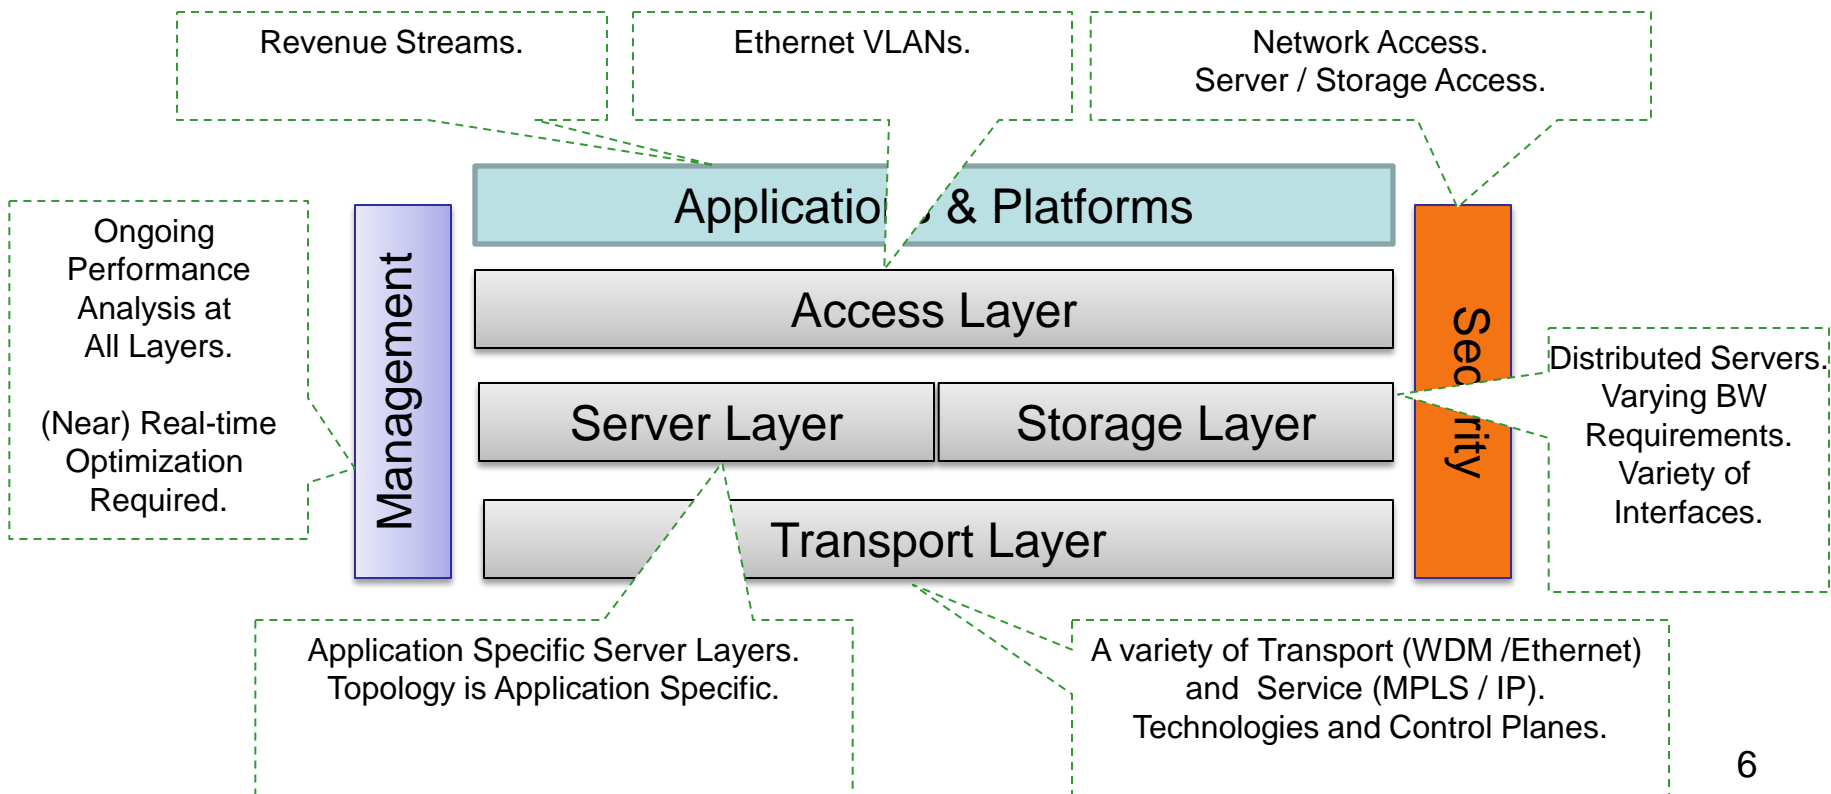 Revenue Streams.
Ethernet VLANs.
Network Access.
Server / Storage Access.
Applications & Platforms
Ongoing
Performance
Analysis at
All Layers.
(Near) Real-time
Optimization
Required.
Management
Access Layer
Security
Distributed Servers.
Varying BW
Requirements.
Variety of
Interfaces.
Server Layer
Storage Layer
Transport Layer
Application Specific Server Layers.
Topology is Application Specific.
A variety of Transport (WDM /Ethernet)
and Service (MPLS / IP).
Technologies and Control Planes.
6